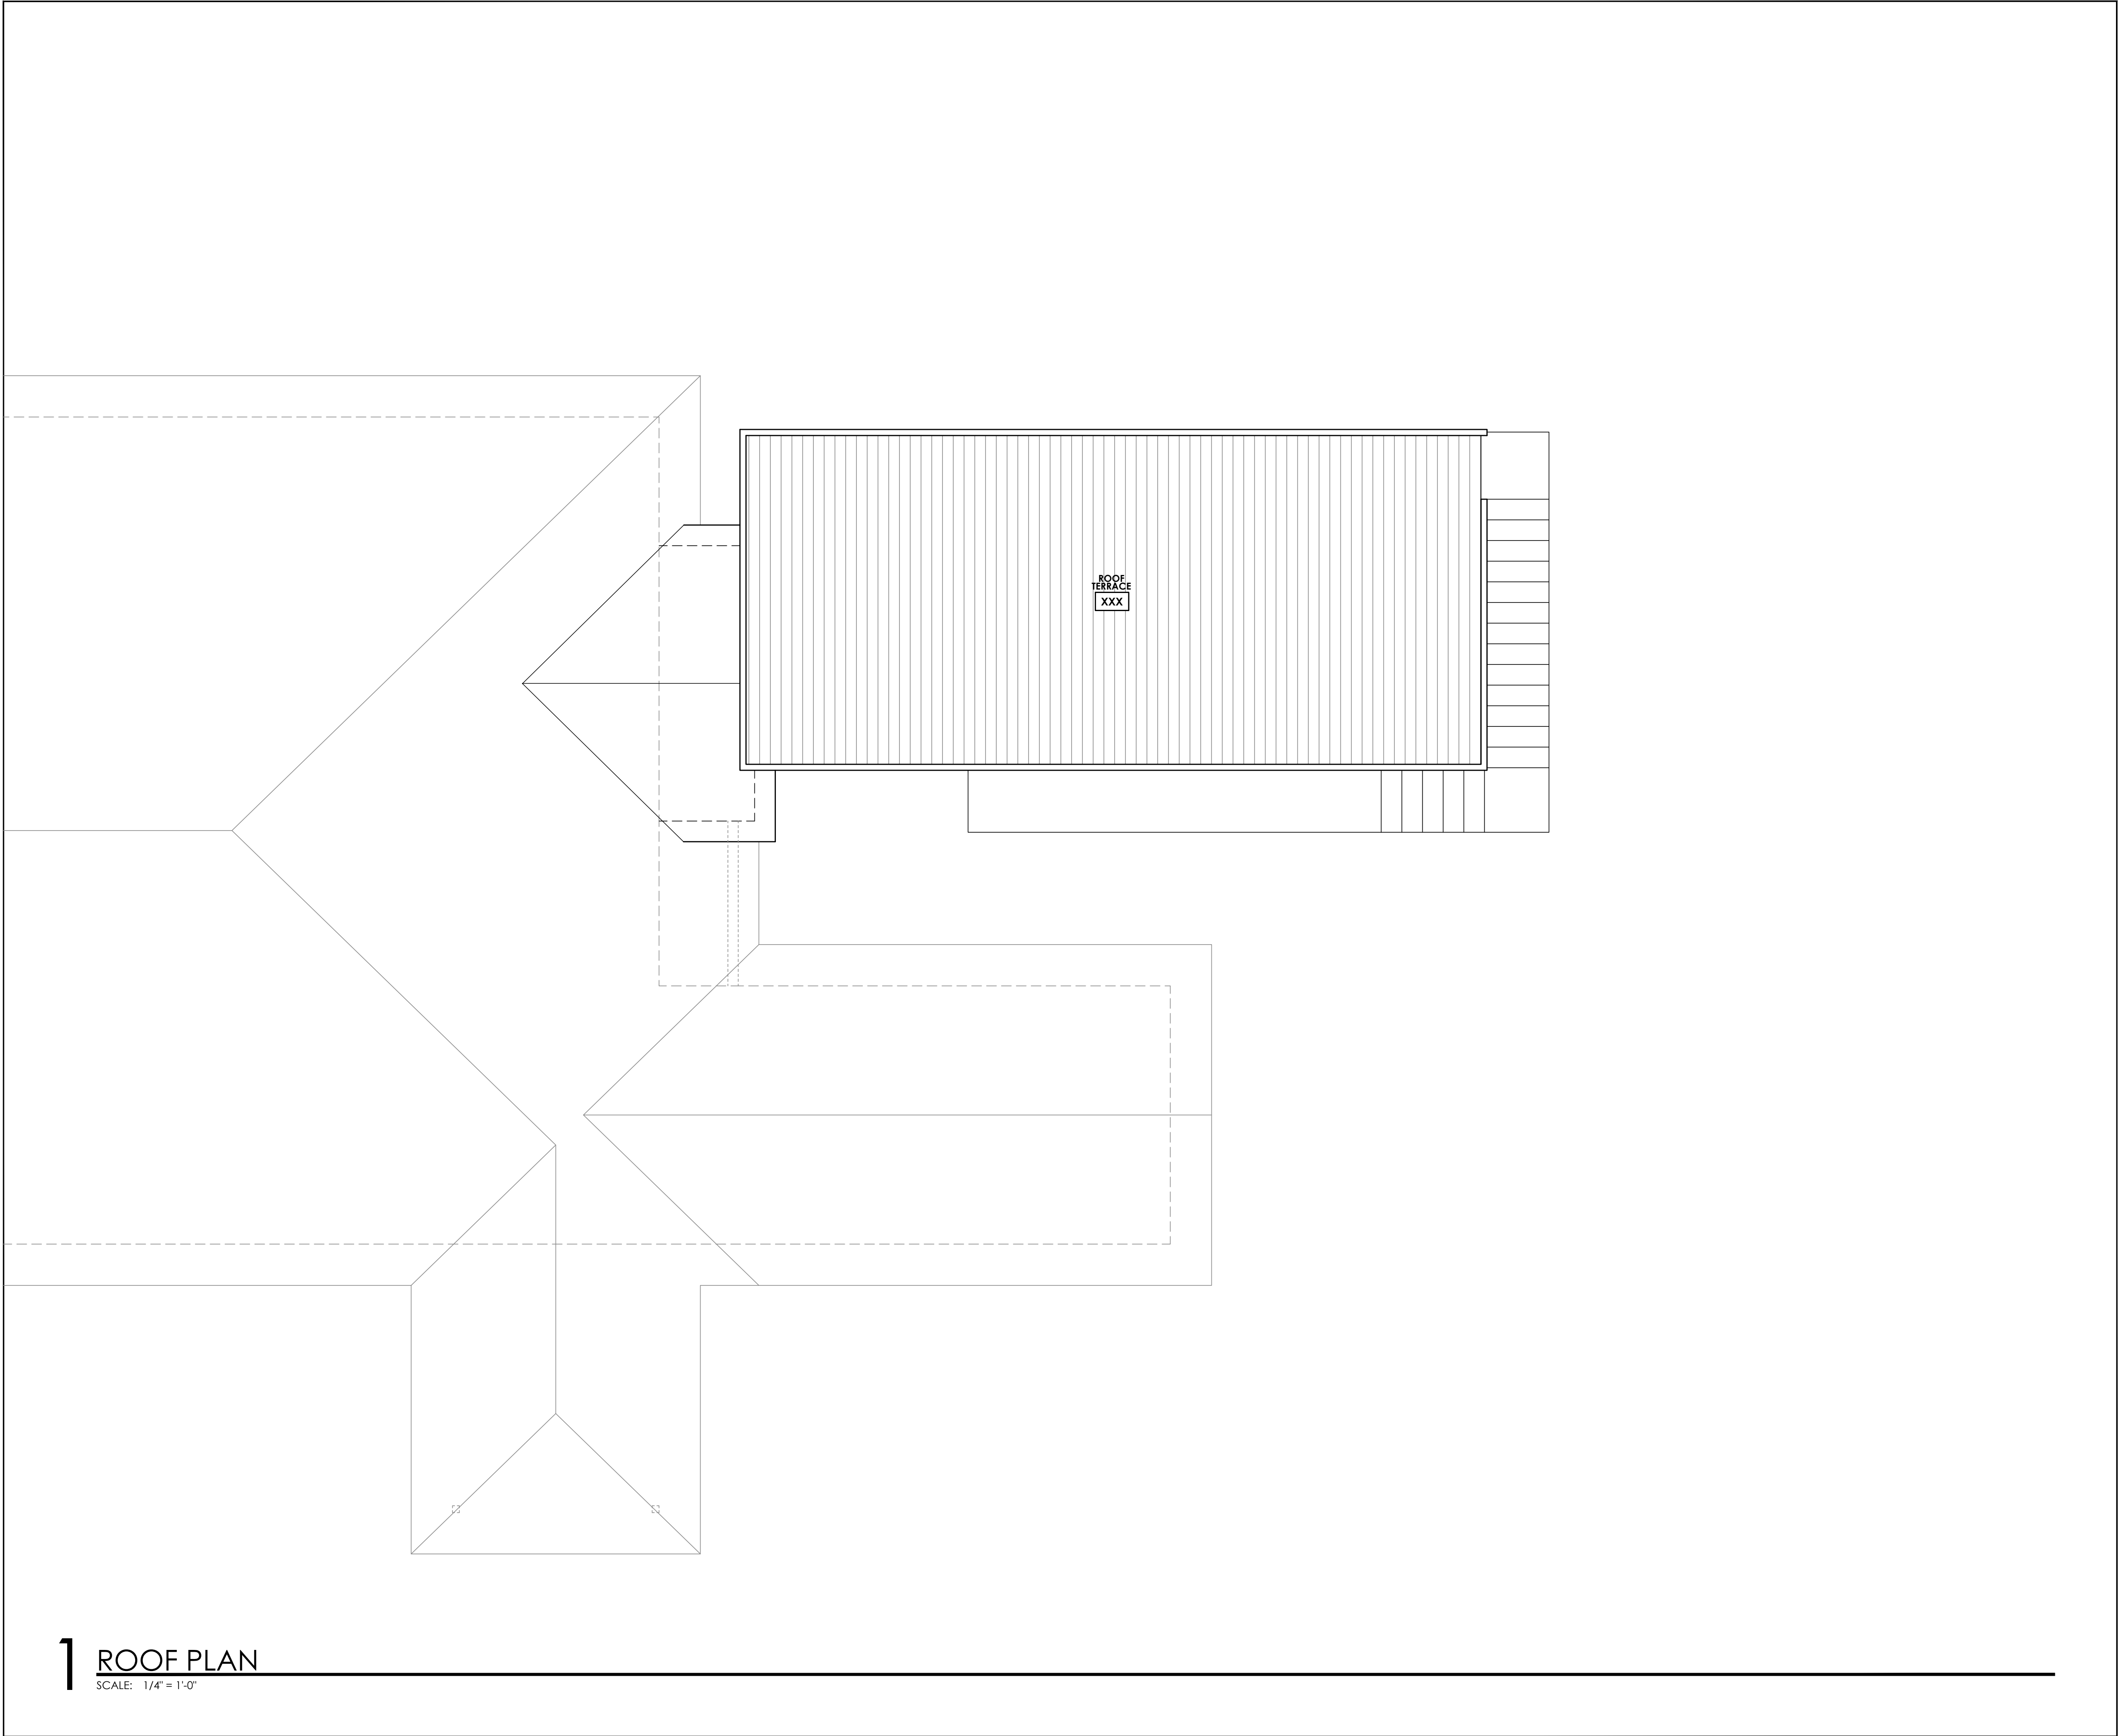 ROOF
TERRACE
XXX
1 ROOF PLAN
SCALE: 1/4" = 1'-0"